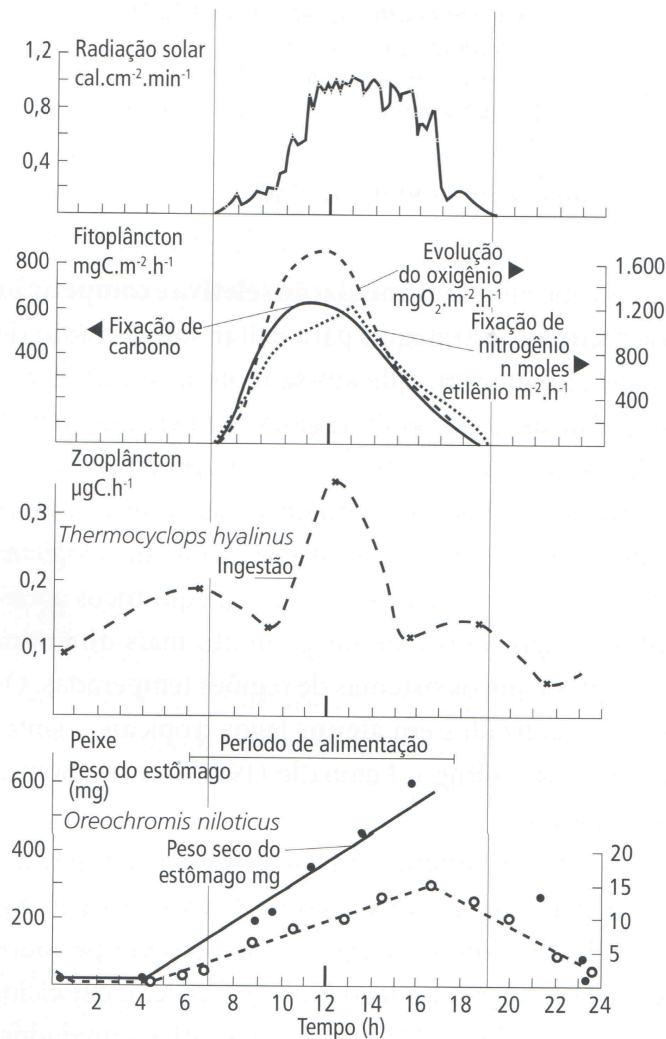 1,2
Radiação solar
cal.cm⁻².min⁻¹
0,8
0,4
Fitoplâncton
mgC.m⁻².h⁻¹
800
600
400
Evolução
do oxigênio
mgO₂.m⁻².h⁻¹
◀ Fixação de
carbono
Fixação de
nitrogênio
n moles
etilênio m⁻².h⁻¹
1.600
1.200
800
400
Zooplâncton
µgC.h⁻¹
0,3
Thermocyclops hyalinus
Ingestão
0,2
0,1
Peixe
Período de alimentação
600
Peso do estômago
(mg)
Oreochromis niloticus
Peso seco do
estômago mg
400
200
20
15
10
5
2 4 6 8 10 12 14 16 18 20 22 24
Tempo (h)